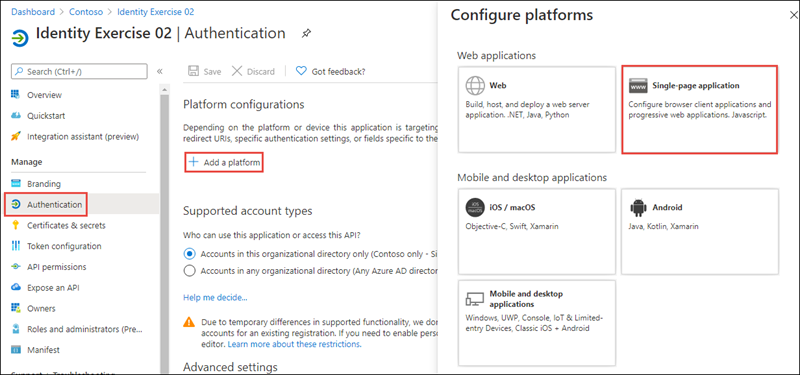 Dashboard > Contoso > Identity Exercise 02
Identity Exercise 02 | Authentication
Search (Ctrl+/)
«
Overview
Quickstart
Integration assistant (preview)
Manage
Branding
Authentication
Certificates & secrets
Token configuration
API permissions
Expose an API
Owners
Roles and administrators (Pre...
Manifest
Save
Discard
Got feedback?
Platform configurations
Depending on the platform or device this application is targeting
redirect URIs, specific authentication settings, or fields specific to the
+ Add a platform
Supported account types
Who can use this application or access this API?
Accounts in this organizational directory only (Contoso only - Si
Accounts in any organizational directory (Any Azure AD director
Help me decide...
Due to temporary differences in supported functionality, we don
accounts for an existing registration. If you need to enable pers
editor. Learn more about these restrictions.
Advanced settings
Configure platforms
Web applications
Web
Build, host, and deploy a web server
application. .NET, Java, Python
www
Single-page application
Configure browser client applications and
progressive web applications. Javascript.
Mobile and desktop applications
iOS / macOS
Objective-C, Swift, Xamarin
Android
Java, Kotlin, Xamarin
Mobile and desktop
applications
Windows, UWP, Console, IoT & Limited-
entry Devices, Classic iOS + Android